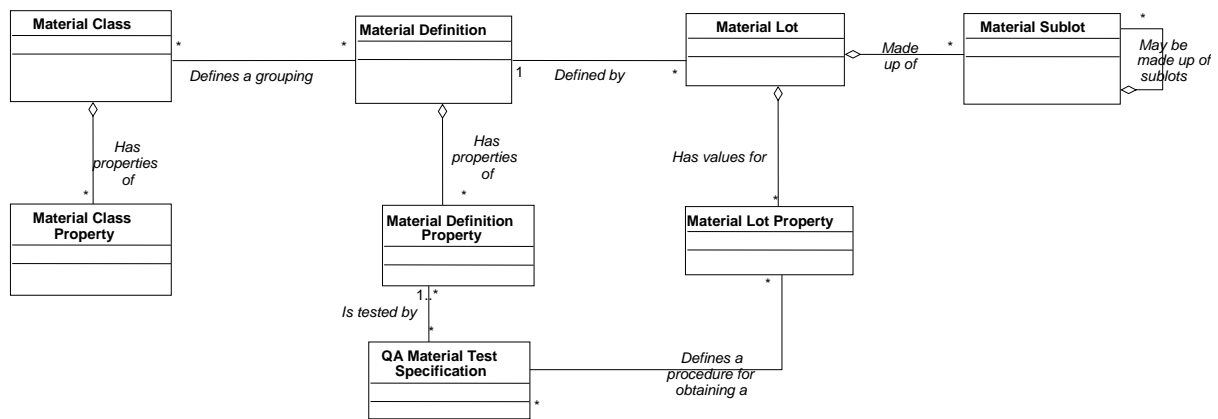 Material Class
Material Definition
Material Lot
Material Sublot
*
*
*
Defines a grouping
1
*
Defined by
*
Made
up of
*
May be
made up of
sublots
Has
properties
of
*
Has
properties
of
*
Has values for
*
Material Class
Property
Material Definition
Property
Material Lot Property
1..*
Is tested by
*
*
QA Material Test
Specification
*
Defines a
procedure for
obtaining a